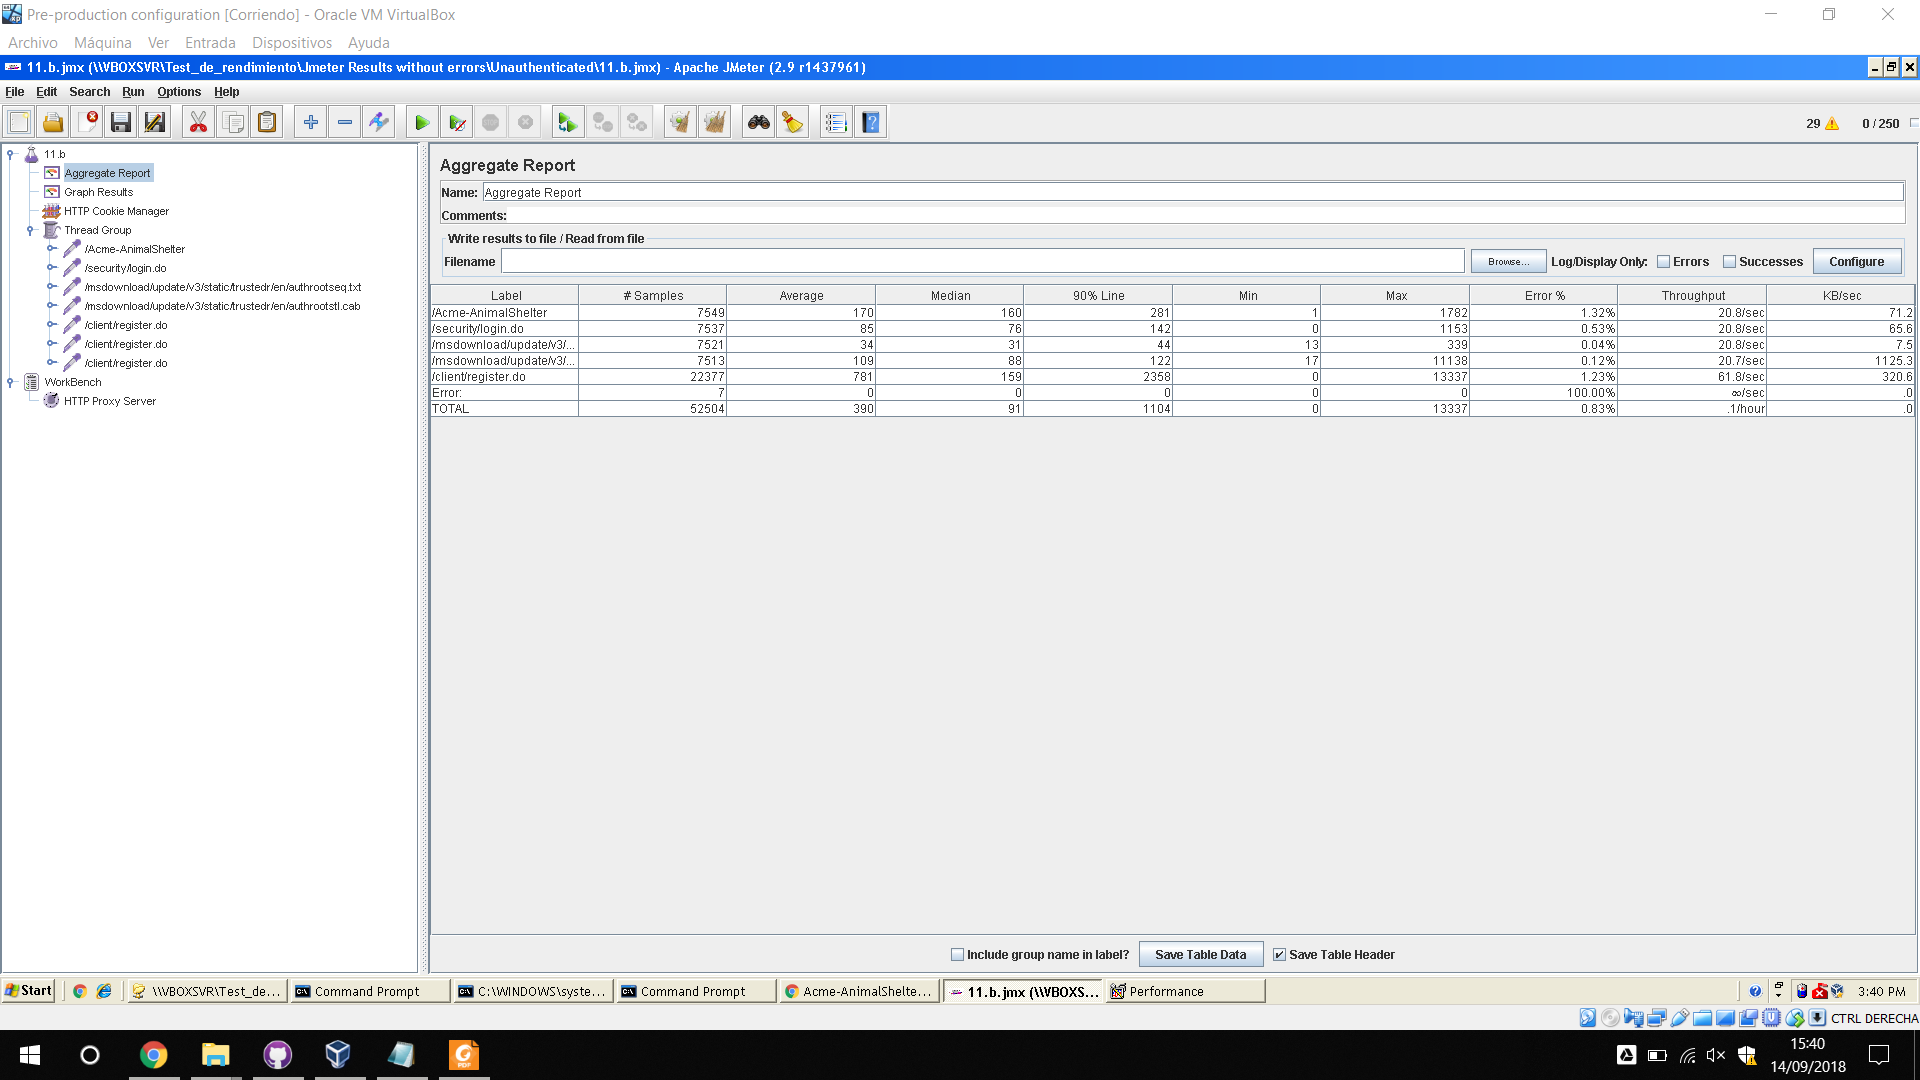 Pre-production configuration [Corriendo] - Oracle VM VirtualBox
Archivo Máquina Ver Entrada Dispositivos Ayuda
11.b.jmx (\\VBOXSVR\Test_de_rendimiento\Jmeter Results without errors\Unauthenticated\11.b.jmx) - Apache JMeter (2.9 r1437961)
File Edit Search Run Options Help
29 0 / 250
11.b
Aggregate Report
Graph Results
HTTP Cookie Manager
Thread Group
/Acme-AnimalShelter
/security/login.do
/msdownload/update/v3/static/trustedr/en/authrootseq.txt
/msdownload/update/v3/static/trustedr/en/authrootstl.cab
/client/register.do
/client/register.do
/client/register.do
WorkBench
HTTP Proxy Server
Aggregate Report
Name: Aggregate Report
Comments:
Write results to file / Read from file
Filename Browse... Log/Display Only: Errors Successes Configure
Label # Samples Average Median 90% Line Min Max Error % Throughput KB/sec
/Acme-AnimalShelter 7549 170 160 281 1 1782 1.32% 20.8/sec 71.2
/security/login.do 7537 85 76 142 0 1153 0.53% 20.8/sec 65.6
/msdownload/update/v3/... 7521 34 31 44 13 339 0.04% 20.8/sec 7.5
/msdownload/update/v3/... 7513 109 88 122 17 11138 0.12% 20.7/sec 1125.3
/client/register.do 22377 781 159 2358 0 13337 1.23% 61.8/sec 320.6
Error: 7 0 0 0 0 0 100.00% ∞/sec .0
TOTAL 52504 390 91 1104 0 13337 0.83% .1/hour .0
Include group name in label? Save Table Data Save Table Header
Start \\VBOXSVR\Test_de... Command Prompt C:\WINDOWS\syste... Command Prompt Acme-AnimalShelte... 11.b.jmx (\\VBOXS... Performance 3:40 PM
CTRL DERECHA
15:40
14/09/2018